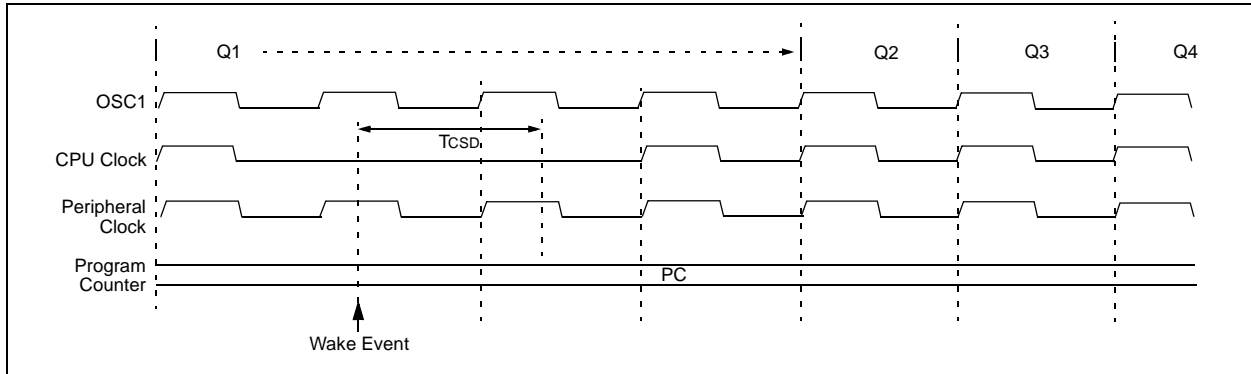 Q1 Q2 Q3 Q4
OSC1
TCSD
CPU Clock
Peripheral
Clock
Program
Counter
PC
Wake Event